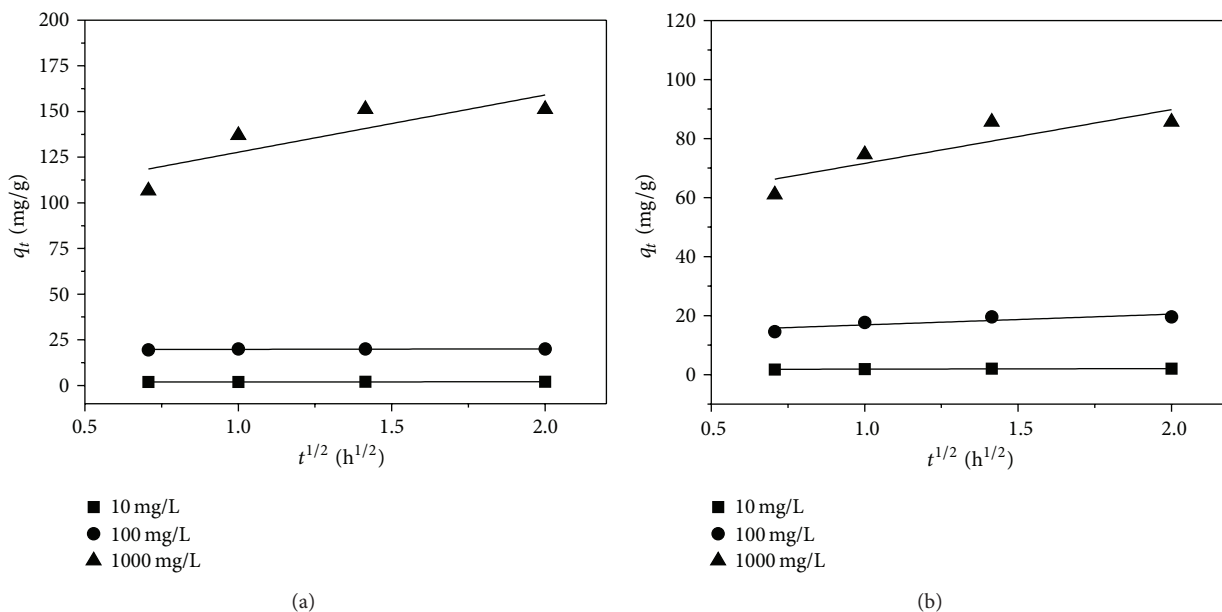 200
175
150
125
100
75
50
25
0
q_t (mg/g)
0.5 1.0 1.5 2.0
t^{1/2} (h^{1/2})
10 mg/L
100 mg/L
1000 mg/L
(a)
120
100
80
60
40
20
0
q_t (mg/g)
0.5 1.0 1.5 2.0
t^{1/2} (h^{1/2})
10 mg/L
100 mg/L
1000 mg/L
(b)